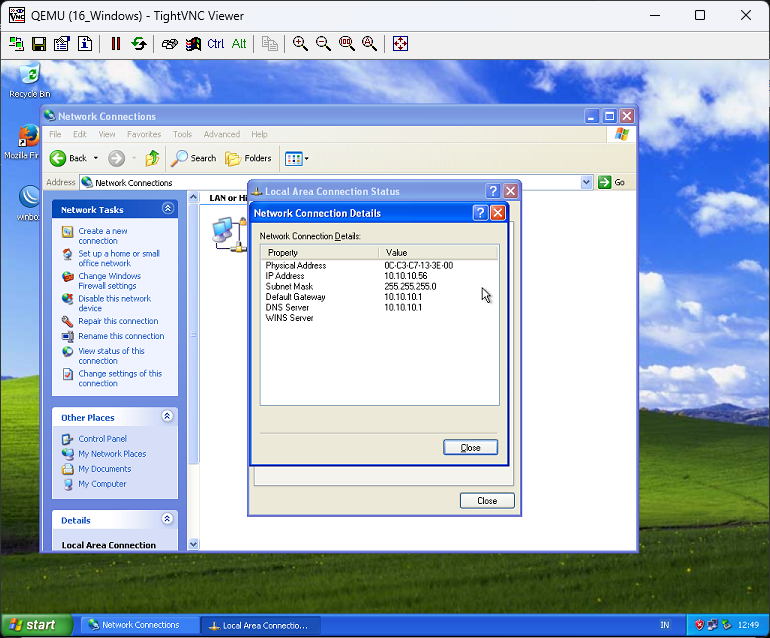 QEMU (16_Windows) - TightVNC Viewer
Ctrl Alt
Recycle Bin
Mozilla Fir
winbo
Network Connections
File Edit View Favorites Tools Advanced Help
Back Search Folders
Address Network Connections Go
Network Tasks
Create a new
connection
Set up a home or small
office network
Change Windows
Firewall settings
Disable this network
device
Repair this connection
Rename this connection
View status of this
connection
Change settings of this
connection
Other Places
Control Panel
My Network Places
My Documents
My Computer
Details
Local Area Connection
LAN or Hi
Local Area Connection Status
Network Connection Details
Network Connection Details:
Property Value
Physical Address 0C-C3-C7-13-3E-00
IP Address 10.10.10.56
Subnet Mask 255.255.255.0
Default Gateway 10.10.10.1
DNS Server 10.10.10.1
WINS Server
Close
Close
start Network Connections Local Area Connectio... IN 12:49